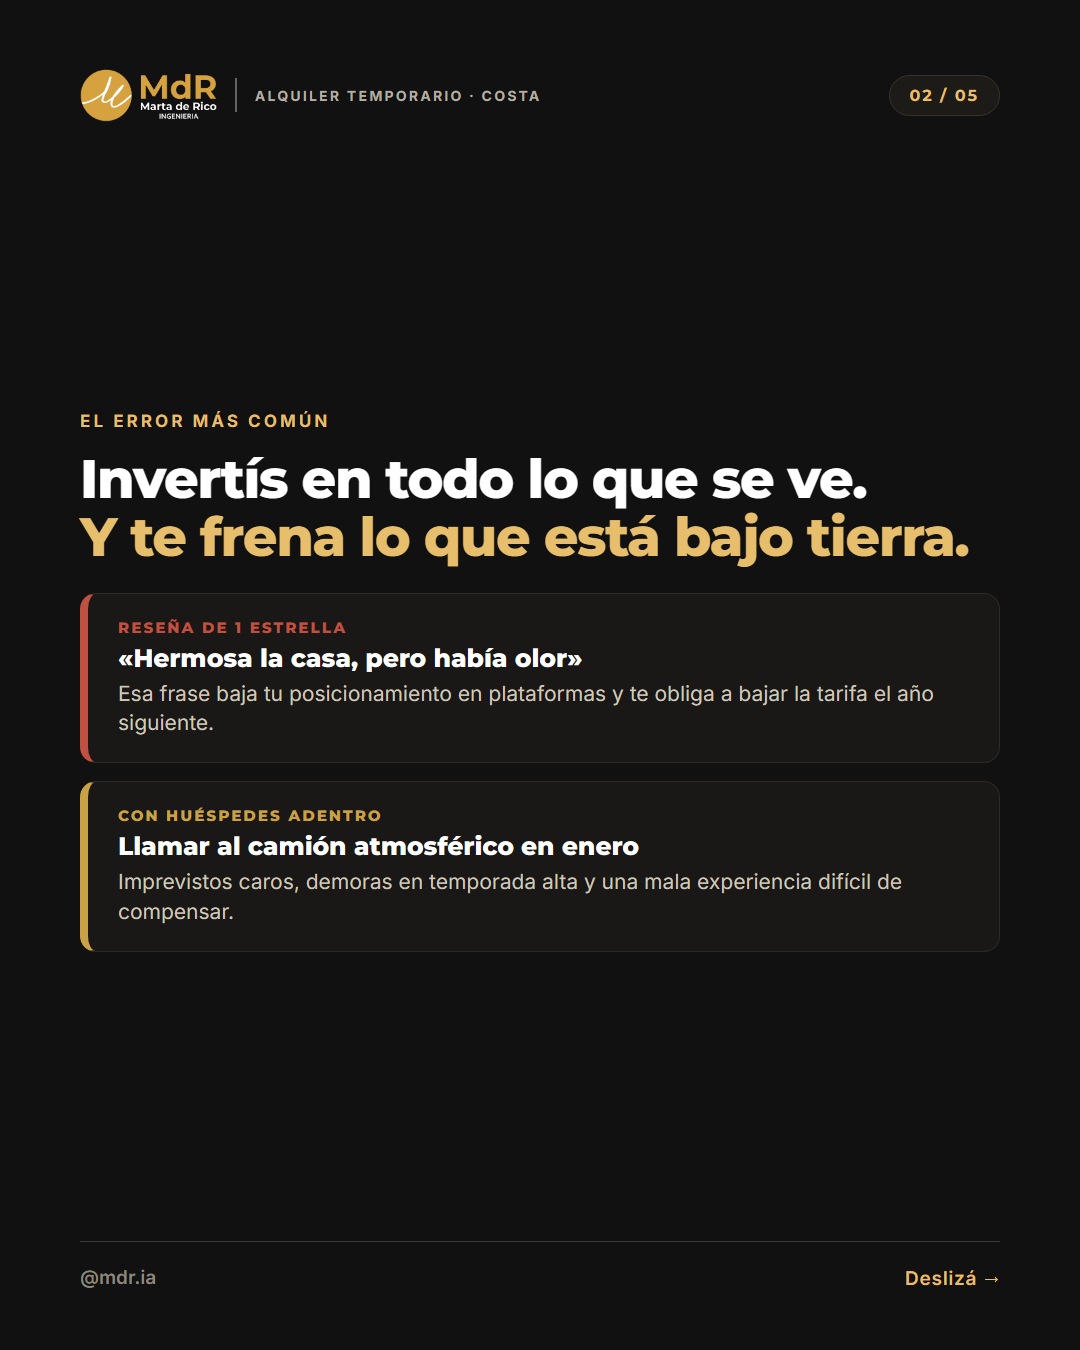 MdR
Marta de Rico
INGENIERIA
ALQUILER TEMPORARIO · COSTA
02 / 05
EL ERROR MÁS COMÚN
Invertís en todo lo que se ve.
Y te frena lo que está bajo tierra.
RESEÑA DE 1 ESTRELLA
«Hermosa la casa, pero había olor»
Esa frase baja tu posicionamiento en plataformas y te obliga a bajar la tarifa el año
siguiente.
CON HUÉSPEDES ADENTRO
Llamar al camión atmosférico en enero
Imprevistos caros, demoras en temporada alta y una mala experiencia difícil de
compensar.
@mdr.ia
Deslizá →